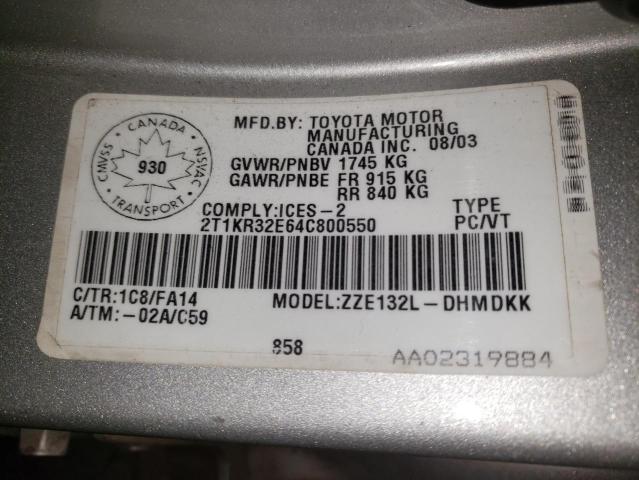 CANADA
CMVSS
930
NSVAC
TRANSPORT
MFD.BY: TOYOTA MOTOR
MANUFACTURING
CANADA INC. 08/03
GVWR/PNBV 1745 KG
GAWR/PNBE FR 915 KG
RR 840 KG
COMPLY:ICES-2
TYPE
2T1KR32E64C800550
PC/VT
C/TR:1C8/FA14
MODEL:ZZE132L-DHMDKK
A/TM:-02A/C59
858
AA02319884